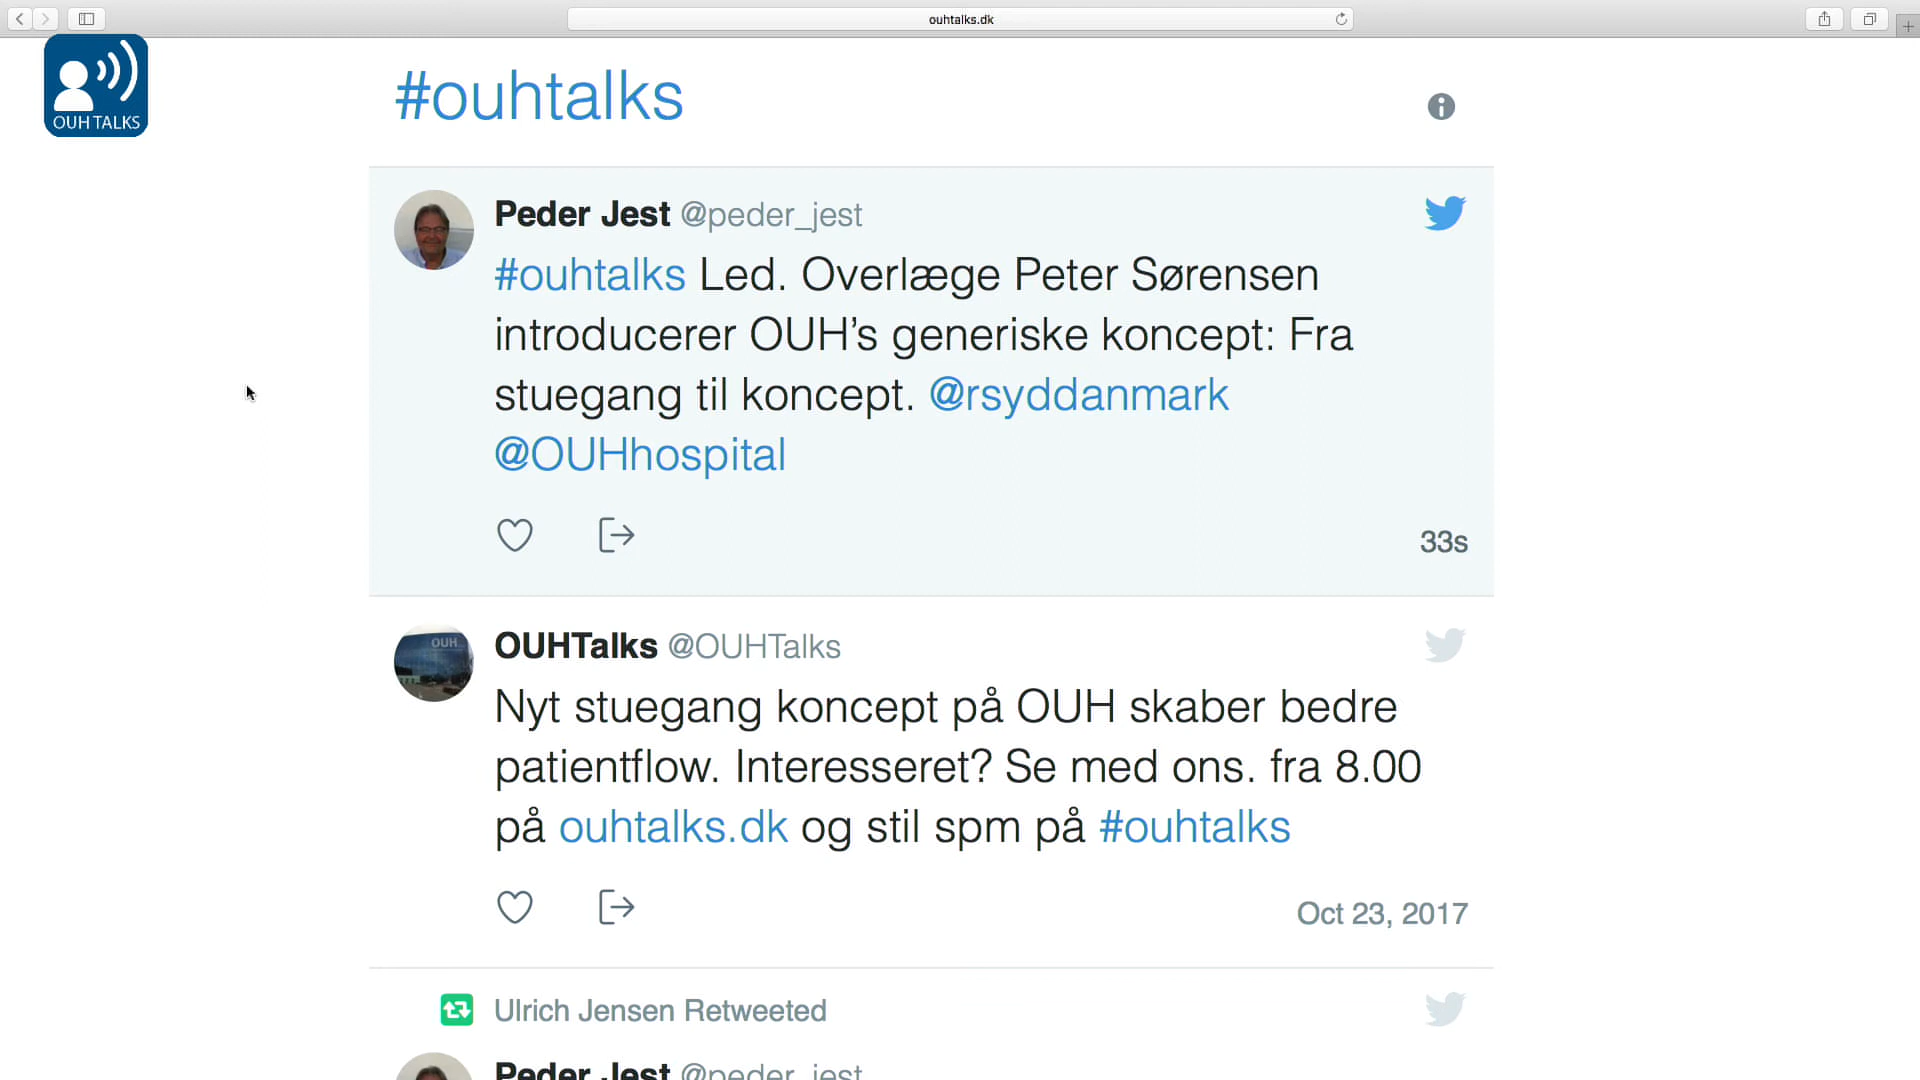 ouhtalks.dk
OUH TALKS
#ouhtalks
Peder Jest @peder_jest
#ouhtalks Led. Overlæge Peter Sørensen
introducerer OUH’s generiske koncept: Fra
stuegang til koncept. @rsyddanmark
@OUHhospital
33s
OUH
OUHTalks @OUHTalks
Nyt stuegang koncept på OUH skaber bedre
patientflow. Interesseret? Se med ons. fra 8.00
på ouhtalks.dk og stil spm på #ouhtalks
Oct 23, 2017
Ulrich Jensen Retweeted
Peder Jest @peder_jest